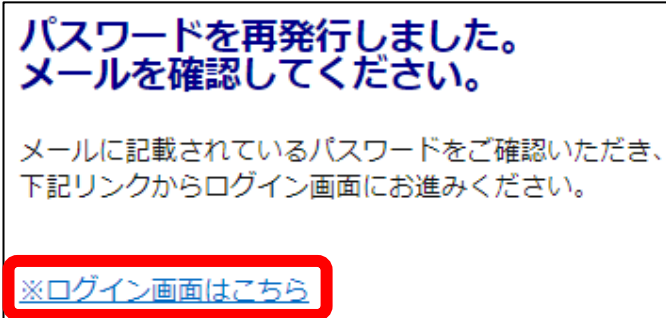 パスワードを再発行しました。
メールを確認してください。
メールに記載されているパスワードをご確認いただき、
下記リンクからログイン画面にお進みください。
※ログイン画面はこちら